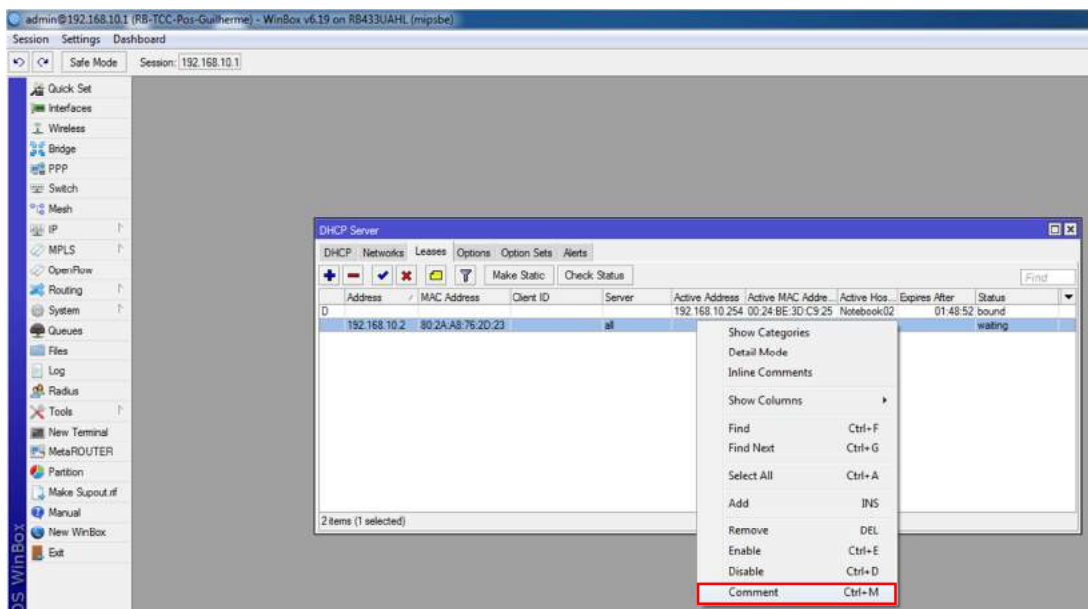 admin@192.168.10.1 (RB-TCC-Pos-Guilherme) - WinBox v6.19 on RB433UAHL (mipsbe)
Session Settings Dashboard
Safe Mode Session: 192.168.10.1
Quick Set
Interfaces
Wireless
Bridge
PPP
Switch
Mesh
IP
MPLS
OpenFlow
Routing
System
Queues
Files
Log
Radius
Tools
New Terminal
MetaROUTER
Partition
Make Supout.rif
Manual
New WinBox
Exit
OS WinBox
DHCP Server
DHCP Networks Leases Options Option Sets Alerts
Make Static Check Status Find
Address MAC Address Client ID Server Active Address Active MAC Addre... Active Hos... Expires After Status
D 192.168.10.254 00:24:BE:3D:C9:25 Notebook02 01:48:52 bound
192.168.10.2 80:2A:A8:76:2D:23 all waiting
2 items (1 selected)
Show Categories
Detail Mode
Inline Comments
Show Columns
Find Ctrl+F
Find Next Ctrl+G
Select All Ctrl+A
Add INS
Remove DEL
Enable Ctrl+E
Disable Ctrl+D
Comment Ctrl+M